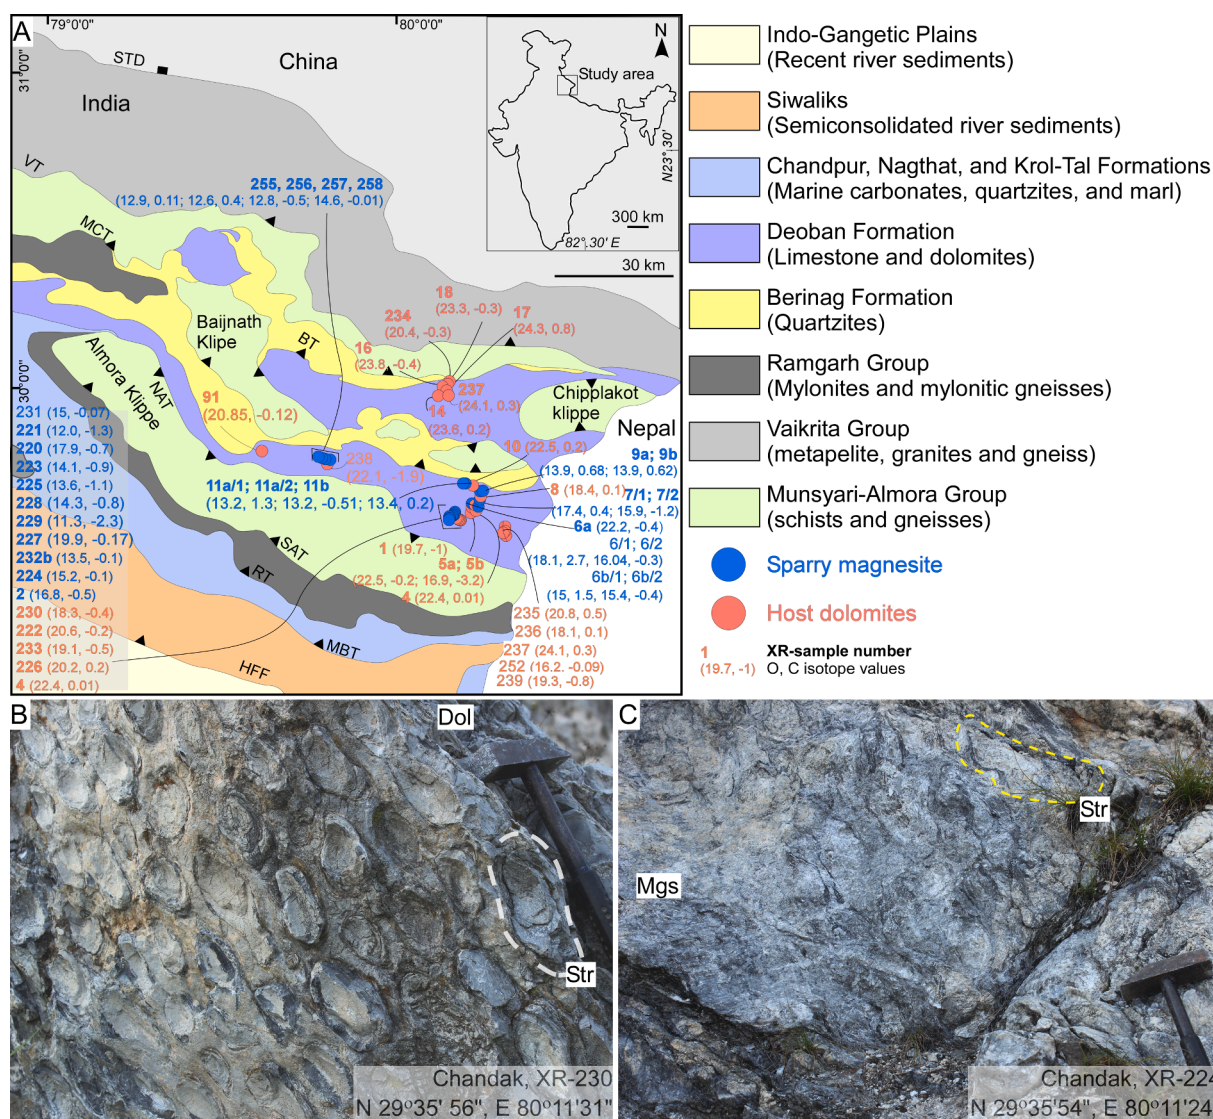 A
79°0'0"
80°0'0"
31°0'0"
30°0'0"
STD
China
India
N
Study area
N23°.30'
300 km
82°.30' E
30 km
VT
MCT
255, 256, 257, 258
(12.9, 0.11; 12.6, 0.4; 12.8, -0.5; 14.6, -0.01)
18
(23.3, -0.3)
234
(20.4, -0.3)
17
(24.3, 0.8)
16
(23.8, -0.4)
Baijnath
Klipe
BT
Almora Klippe
NAT
91
(20.85, -0.12)
237
(24.1, 0.3)
14
(23.6, 0.2)
Chipplakot
klippe
Nepal
10 (22.5, 0.2)
9a; 9b
(13.9, 0.68; 13.9, 0.62)
238
(22.1, -1.9)
11a/1; 11a/2; 11b
(13.2, 1.3; 13.2, -0.51; 13.4, 0.2)
8 (18.4, 0.1)
7/1; 7/2
(17.4, 0.4; 15.9, -1.2)
6a (22.2, -0.4)
6/1; 6/2
(18.1, 2.7, 16.04, -0.3)
6b/1; 6b/2
(15, 1.5, 15.4, -0.4)
1 (19.7, -1)
5a; 5b
(22.5, -0.2; 16.9, -3.2)
4 (22.4, 0.01)
235 (20.8, 0.5)
236 (18.1, 0.1)
237 (24.1, 0.3)
252 (16.2. -0.09)
239 (19.3, -0.8)
231 (15, -0.07)
221 (12.0, -1.3)
220 (17.9, -0.7)
223 (14.1, -0.9)
225 (13.6, -1.1)
228 (14.3, -0.8)
229 (11.3, -2.3)
227 (19.9, -0.17)
232b (13.5, -0.1)
224 (15.2, -0.1)
2 (16.8, -0.5)
230 (18.3, -0.4)
222 (20.6, -0.2)
233 (19.1, -0.5)
226 (20.2, 0.2)
4 (22.4, 0.01)
SAT
RT
MBT
HFF
Indo-Gangetic Plains
(Recent river sediments)
Siwaliks
(Semiconsolidated river sediments)
Chandpur, Nagthat, and Krol-Tal Formations
(Marine carbonates, quartzites, and marl)
Deoban Formation
(Limestone and dolomites)
Berinag Formation
(Quartzites)
Ramgarh Group
(Mylonites and mylonitic gneisses)
Vaikrita Group
(metapelite, granites and gneiss)
Munsyari-Almora Group
(schists and gneisses)
Sparry magnesite
Host dolomites
1
(19.7, -1)
XR-sample number
O, C isotope values
B
Dol
Str
Chandak, XR-230
N 29°35' 56", E 80°11'31"
C
Str
Mgs
Chandak, XR-224
N 29°35'54", E 80°11'24